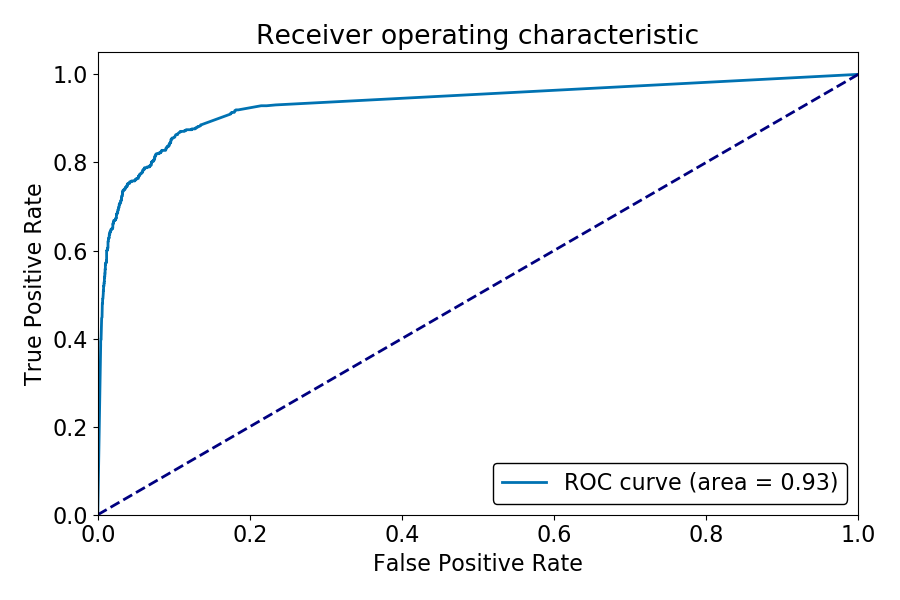 Receiver operating characteristic
True Positive Rate
1.0
0.8
0.6
0.4
0.2
0.0
ROC curve (area = 0.93)
0.0 0.2 0.4 0.6 0.8 1.0
False Positive Rate